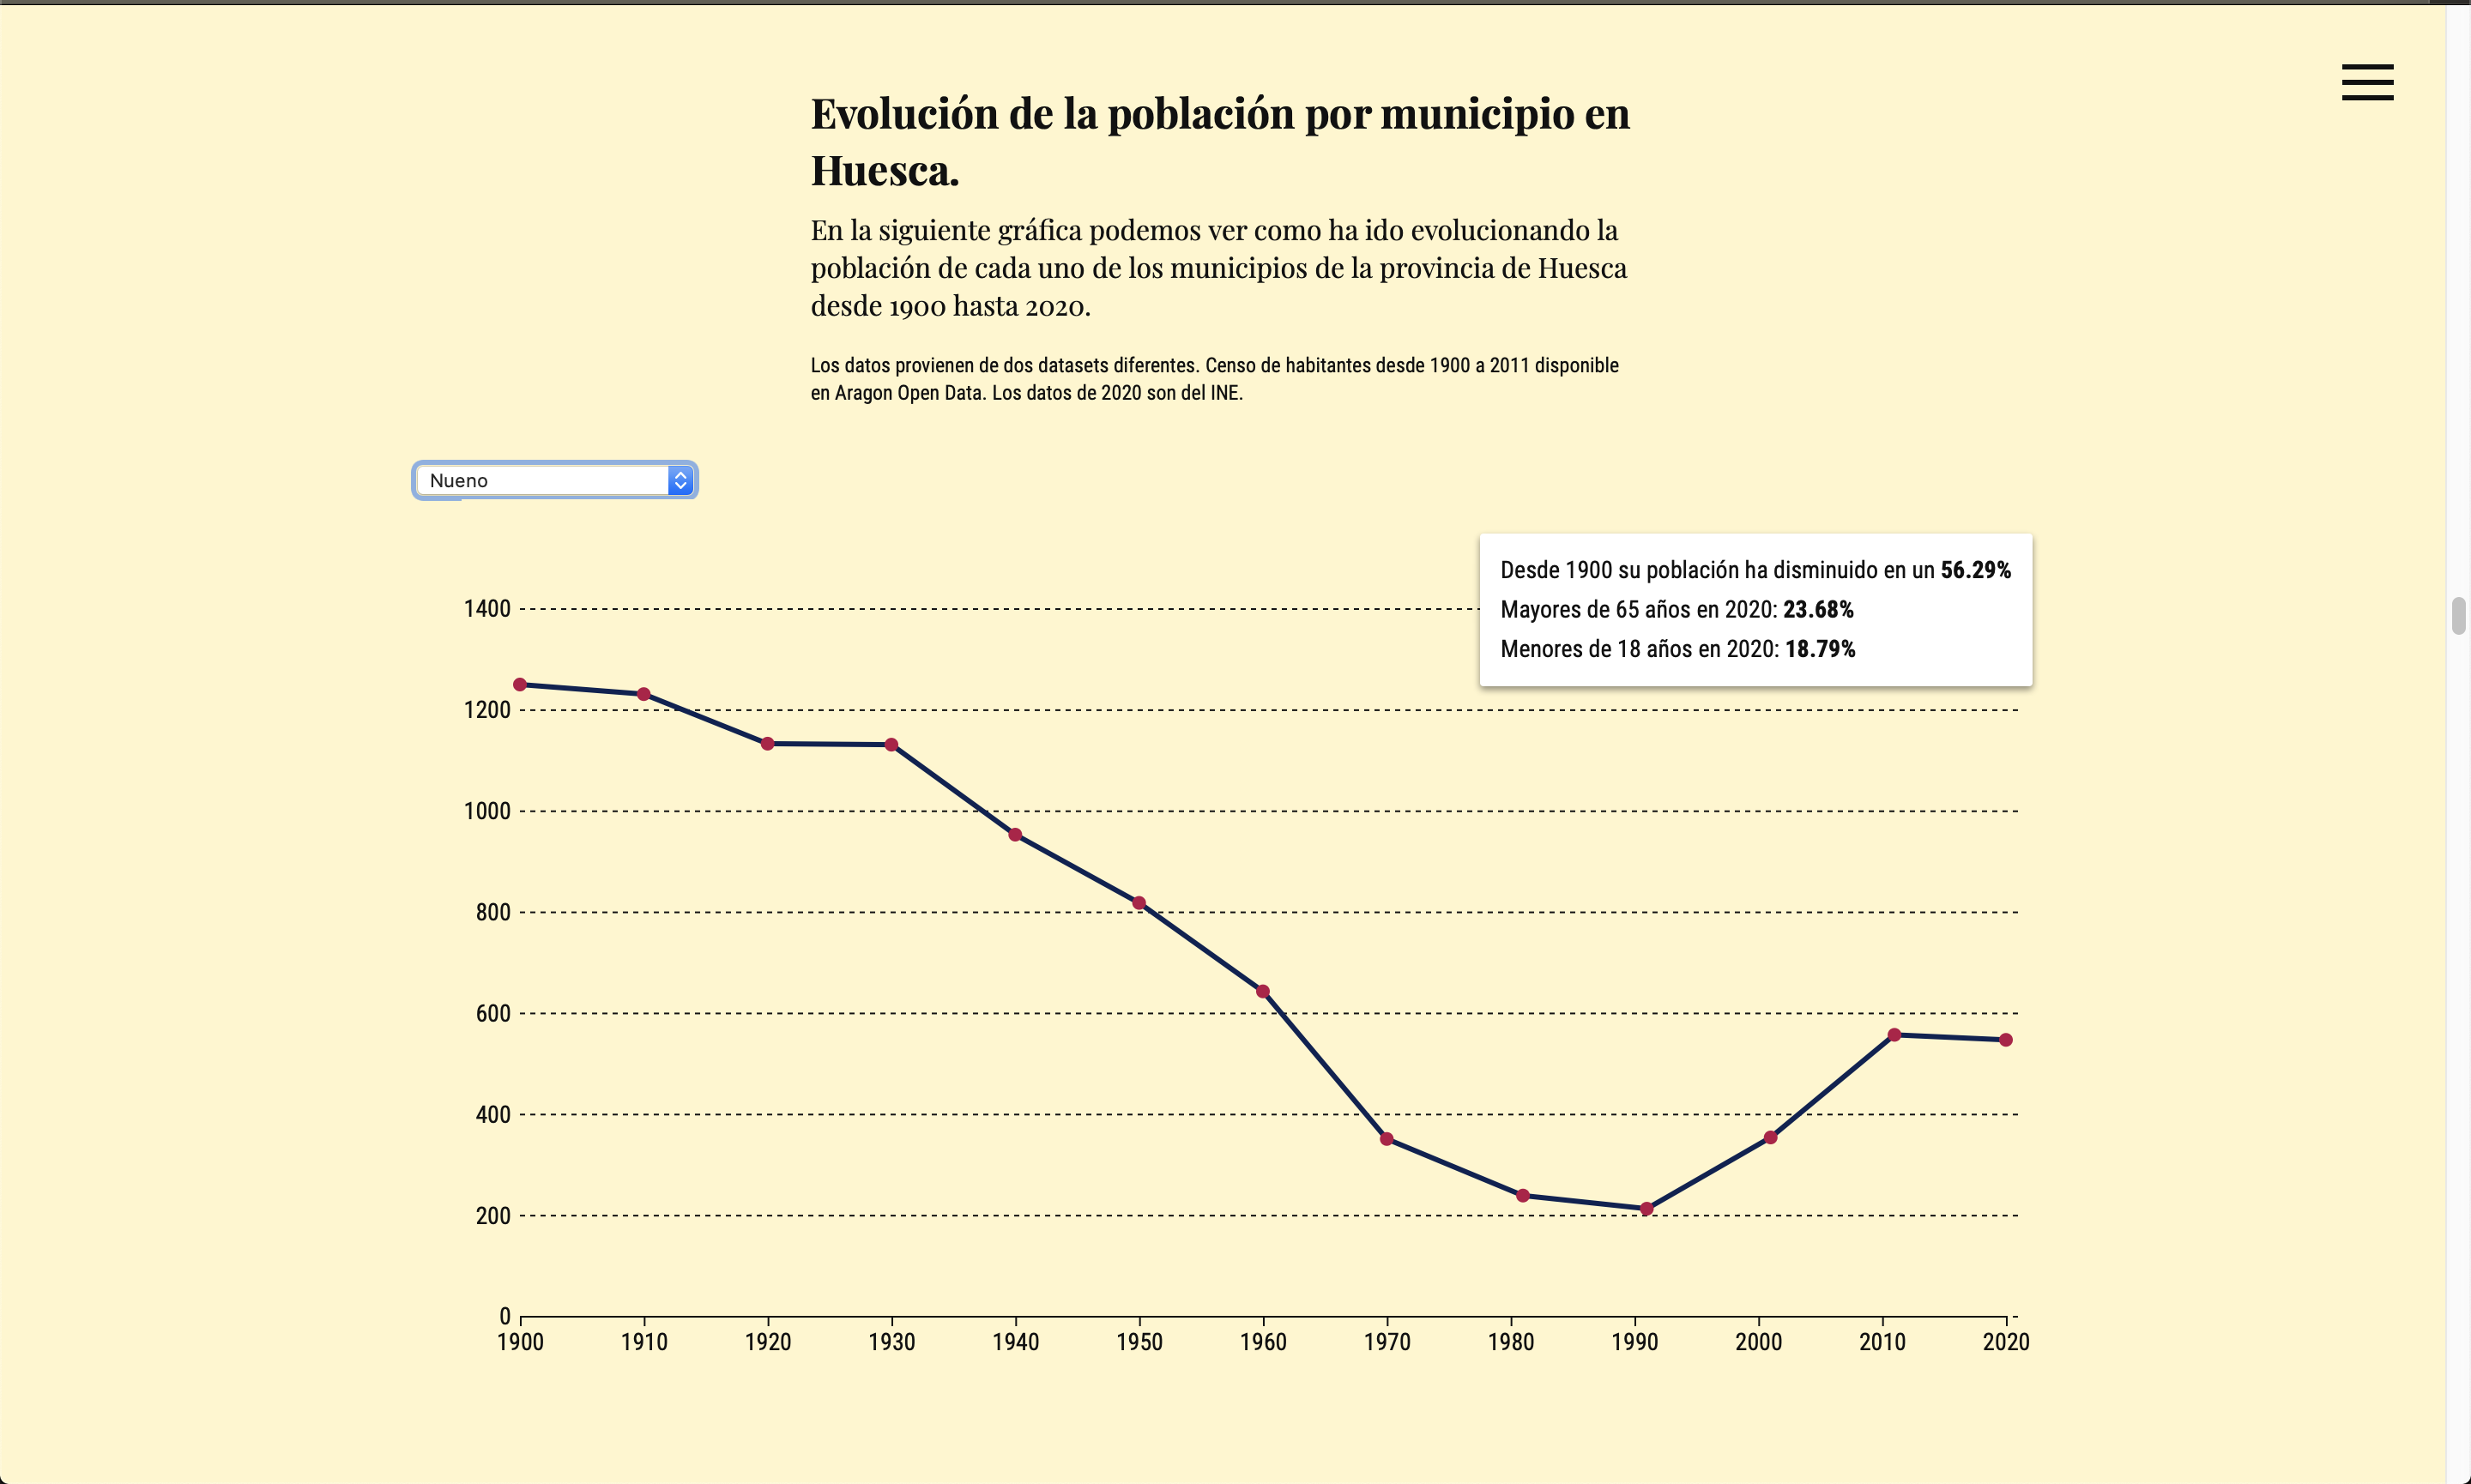 Evolución de la población por municipio en
Huesca.
En la siguiente gráfica podemos ver como ha ido evolucionando la
población de cada uno de los municipios de la provincia de Huesca
desde 1900 hasta 2020.
Los datos provienen de dos datasets diferentes. Censo de habitantes desde 1900 a 2011 disponible
en Aragon Open Data. Los datos de 2020 son del INE.
Nueno
Desde 1900 su población ha disminuido en un 56.29%
Mayores de 65 años en 2020: 23.68%
Menores de 18 años en 2020: 18.79%
1400
1200
1000
800
600
400
200
0
1900 1910 1920 1930 1940 1950 1960 1970 1980 1990 2000 2010 2020